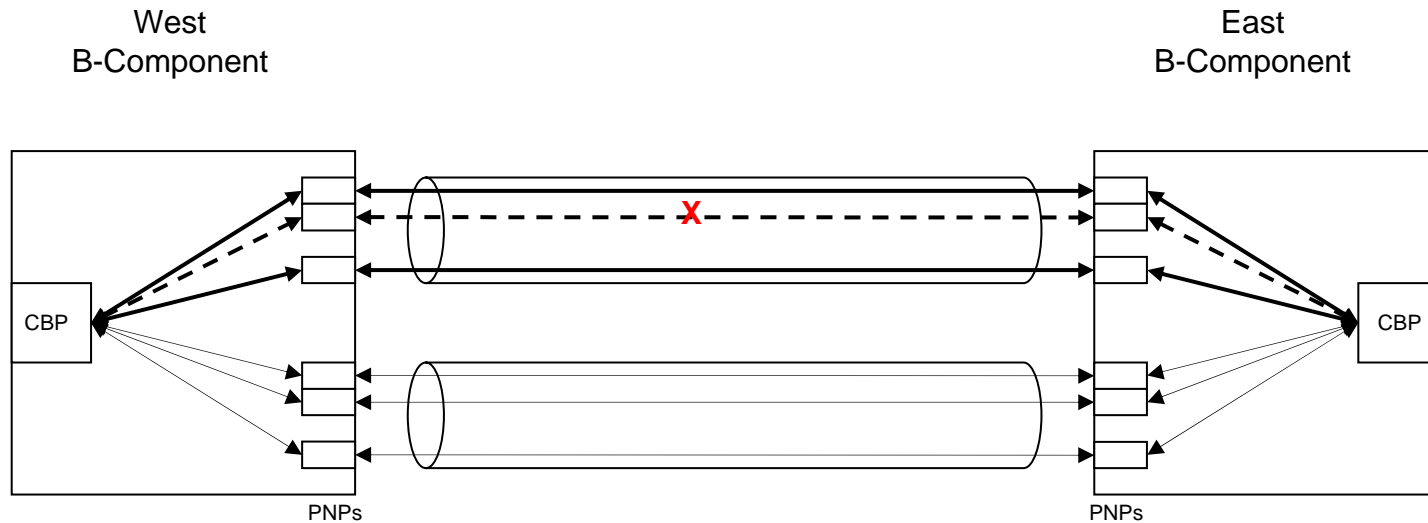 West
B-Component
East
B-Component
X
CBP
CBP
PNPs
PNPs